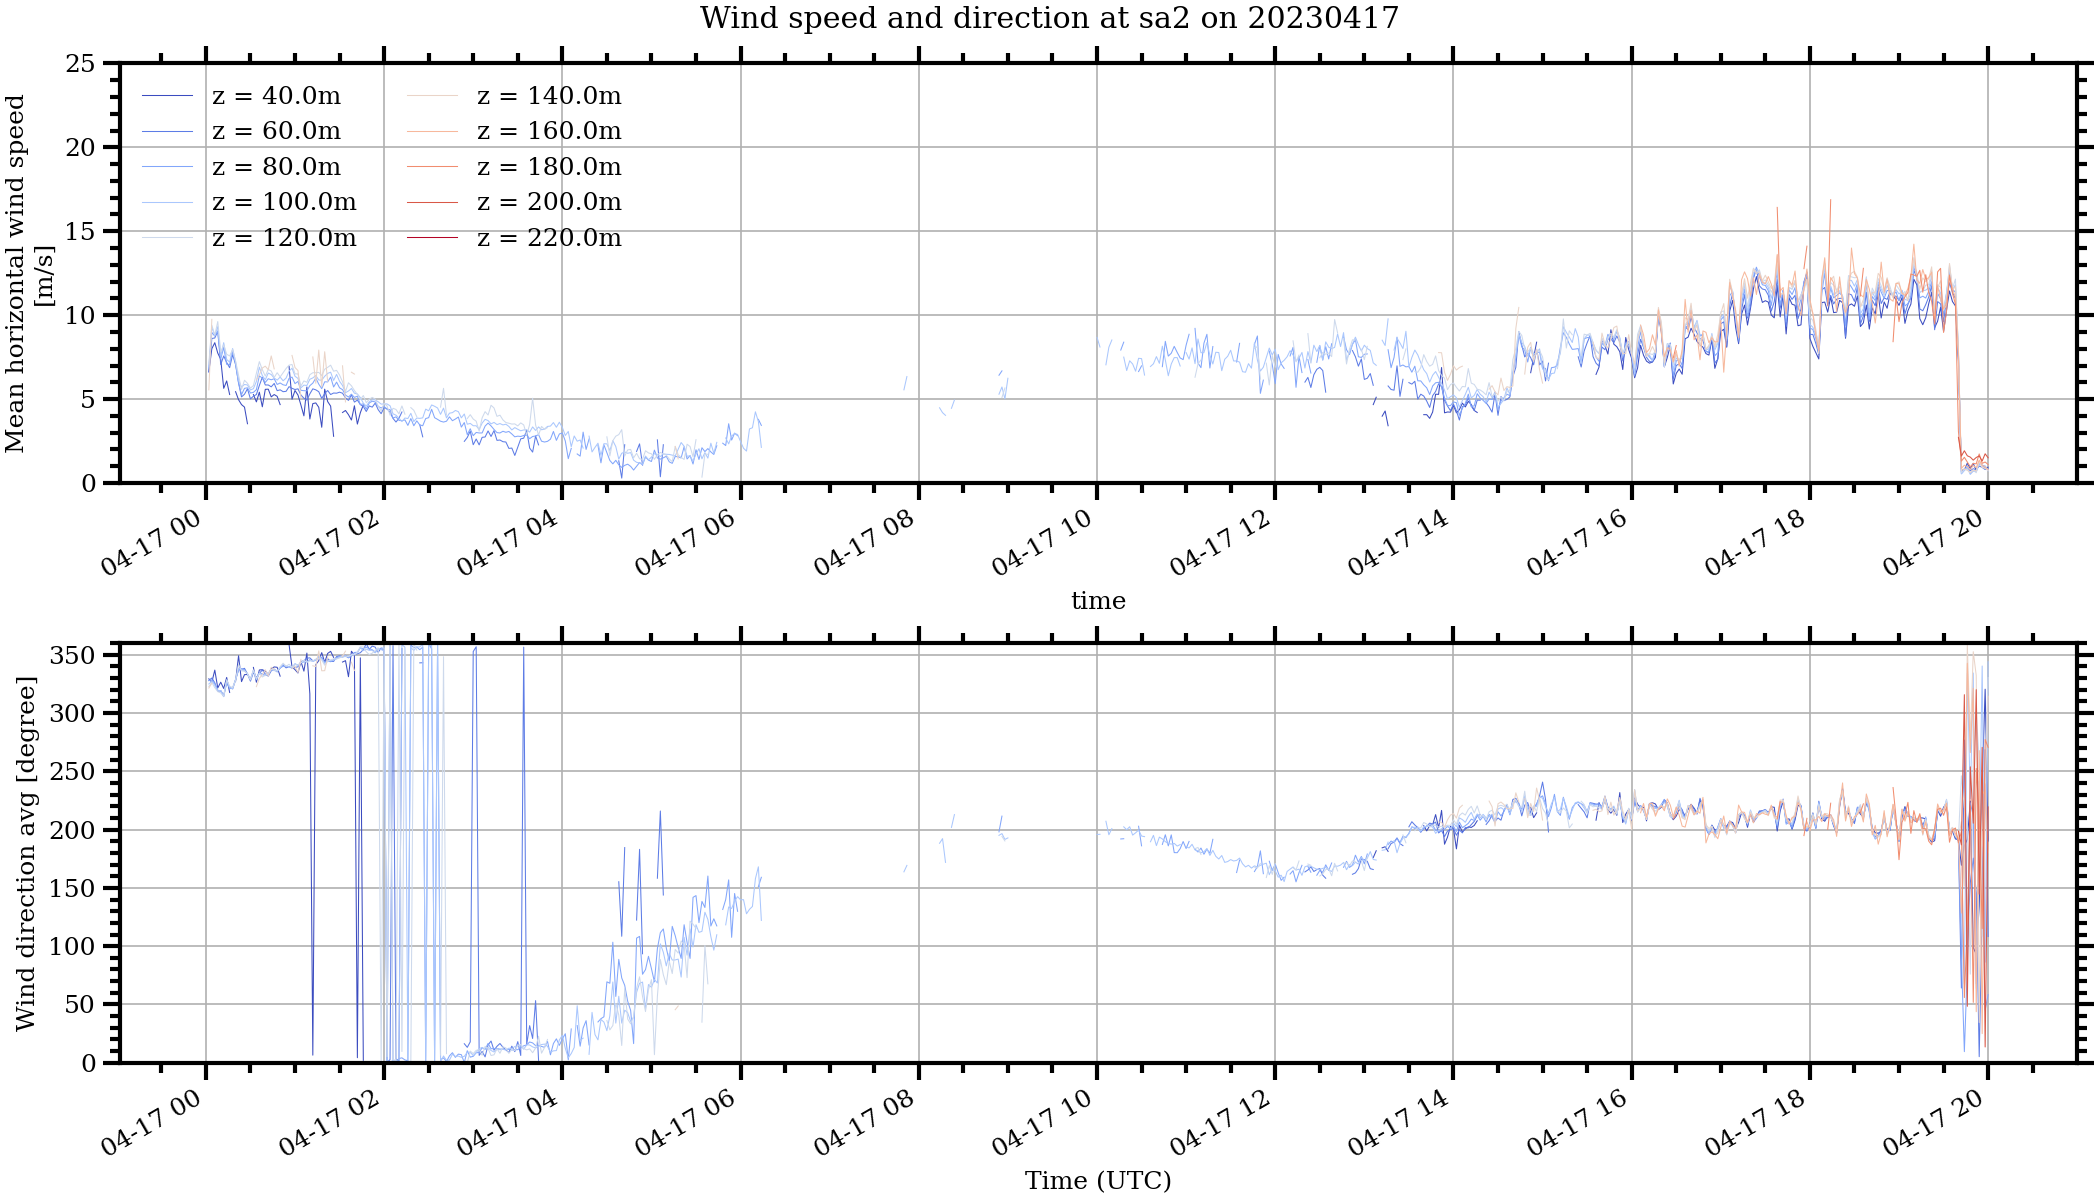 Wind speed and direction at sa2 on 20230417
Mean horizontal wind speed
[m/s]
25
20
15
10
5
0
z = 40.0m
z = 60.0m
z = 80.0m
z = 100.0m
z = 120.0m
z = 140.0m
z = 160.0m
z = 180.0m
z = 200.0m
z = 220.0m
04-17 00
04-17 02
04-17 04
04-17 06
04-17 08
04-17 10
04-17 12
04-17 14
04-17 16
04-17 18
04-17 20
time
Wind direction avg [degree]
350
300
250
200
150
100
50
0
04-17 00
04-17 02
04-17 04
04-17 06
04-17 08
04-17 10
04-17 12
04-17 14
04-17 16
04-17 18
04-17 20
Time (UTC)